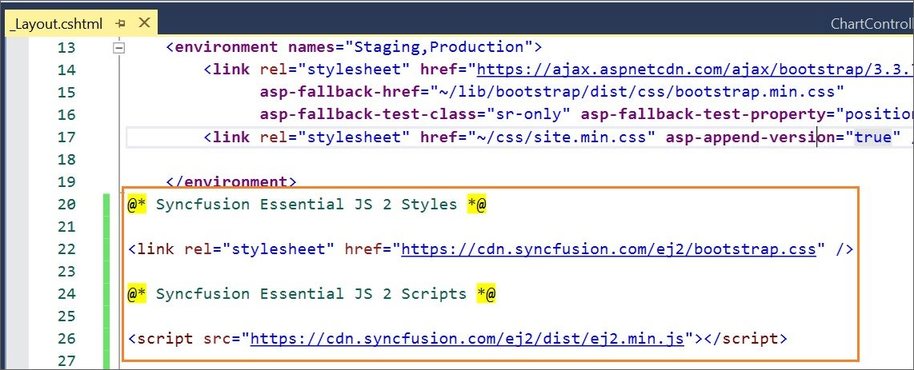 _Layout.cshtml
ChartControll
13 <environment names="Staging,Production">
14 <link rel="stylesheet" href="https://ajax.aspnetcdn.com/ajax/bootstrap/3.3.7
15 asp-fallback-href="~/lib/bootstrap/dist/css/bootstrap.min.css"
16 asp-fallback-test-class="sr-only" asp-fallback-test-property="position
17 <link rel="stylesheet" href="~/css/site.min.css" asp-append-version="true" /
18
19 </environment>
20 @* Syncfusion Essential JS 2 Styles *@
21
22 <link rel="stylesheet" href="https://cdn.syncfusion.com/ej2/bootstrap.css" />
23
24 @* Syncfusion Essential JS 2 Scripts *@
25
26 <script src="https://cdn.syncfusion.com/ej2/dist/ej2.min.js"></script>
27